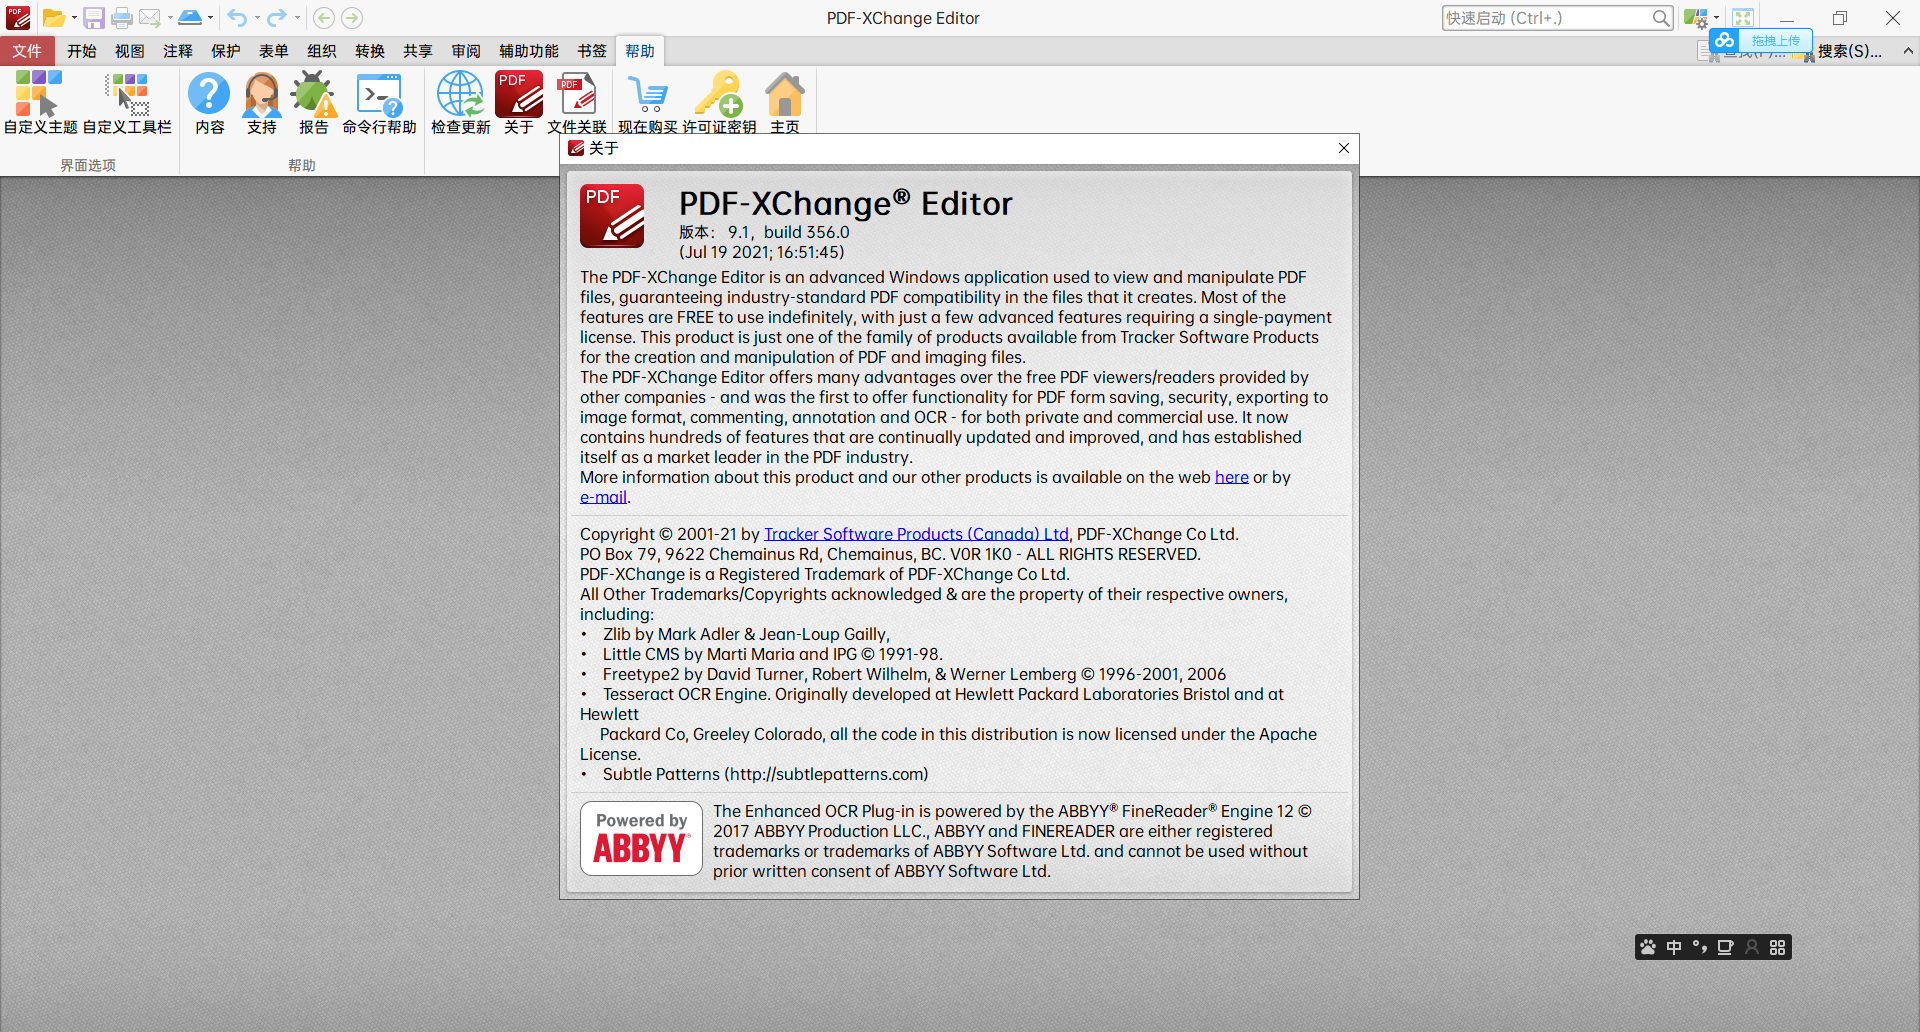 PDF
PDF-XChange Editor
快速启动 (Ctrl+.)
拖拽上传
文件 开始 视图 注释 保护 表单 组织 转换 共享 审阅 辅助功能 书签 帮助
搜索(S)...
PDF
PDF
自定义主题 自定义工具栏 内容 支持 报告 命令行帮助 检查更新 关于 文件关联 现在购买 许可证密钥 主页
界面选项 帮助
关于
PDF
PDF-XChange® Editor
版本： 9.1, build 356.0
(Jul 19 2021; 16:51:45)
The PDF-XChange Editor is an advanced Windows application used to view and manipulate PDF
files, guaranteeing industry-standard PDF compatibility in the files that it creates. Most of the
features are FREE to use indefinitely, with just a few advanced features requiring a single-payment
license. This product is just one of the family of products available from Tracker Software Products
for the creation and manipulation of PDF and imaging files.
The PDF-XChange Editor offers many advantages over the free PDF viewers/readers provided by
other companies - and was the first to offer functionality for PDF form saving, security, exporting to
image format, commenting, annotation and OCR - for both private and commercial use. It now
contains hundreds of features that are continually updated and improved, and has established
itself as a market leader in the PDF industry.
More information about this product and our other products is available on the web here or by
e-mail.
Copyright © 2001-21 by Tracker Software Products (Canada) Ltd, PDF-XChange Co Ltd.
PO Box 79, 9622 Chemainus Rd, Chemainus, BC. V0R 1K0 - ALL RIGHTS RESERVED.
PDF-XChange is a Registered Trademark of PDF-XChange Co Ltd.
All Other Trademarks/Copyrights acknowledged & are the property of their respective owners,
including:
• Zlib by Mark Adler & Jean-Loup Gailly,
• Little CMS by Marti Maria and IPG © 1991-98.
• Freetype2 by David Turner, Robert Wilhelm, & Werner Lemberg © 1996-2001, 2006
• Tesseract OCR Engine. Originally developed at Hewlett Packard Laboratories Bristol and at
Hewlett
Packard Co, Greeley Colorado, all the code in this distribution is now licensed under the Apache
License.
• Subtle Patterns (http://subtlepatterns.com)
Powered by
ABBYY®
The Enhanced OCR Plug-in is powered by the ABBYY® FineReader® Engine 12 ©
2017 ABBYY Production LLC., ABBYY and FINEREADER are either registered
trademarks or trademarks of ABBYY Software Ltd. and cannot be used without
prior written consent of ABBYY Software Ltd.
中 °,